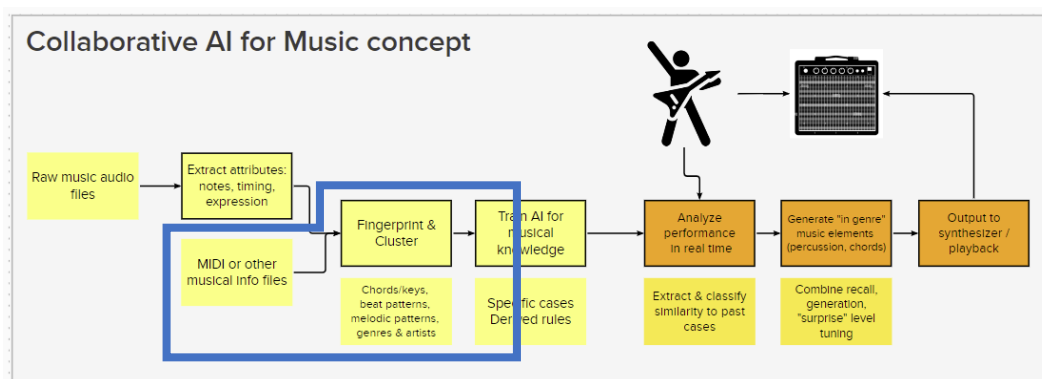 Collaborative AI for Music concept
Raw music audio
files
Extract attributes:
notes, timing,
expression
MIDI or other
musical info files
Fingerprint &
Cluster
Chords/keys,
beat patterns,
melodic patterns,
genres & artists
Train AI for
musical
knowledge
Specific cases
Derived rules
Analyze
performance
in real time
Extract & classify
similarity to past
cases
Generate "in genre"
music elements
(percussion, chords)
Combine recall,
generation,
"surprise" level
tuning
Output to
synthesizer /
playback